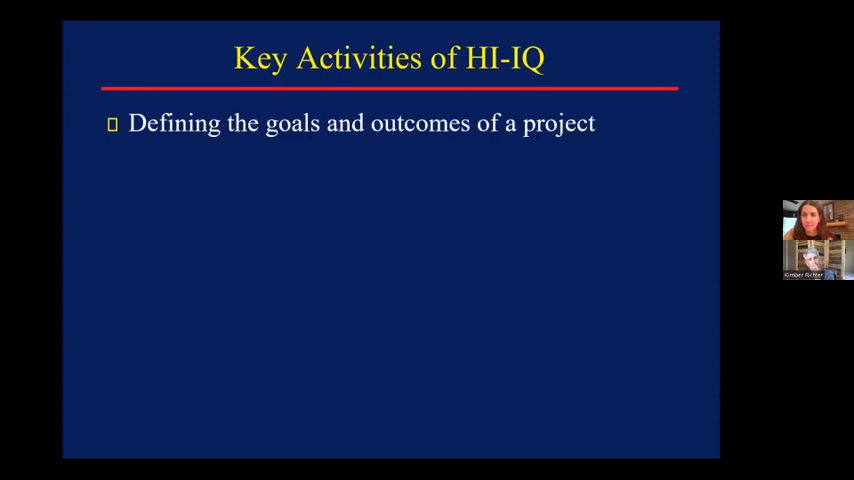 Key Activities of HI-IQ
Defining the goals and outcomes of a project
Kimber Richter